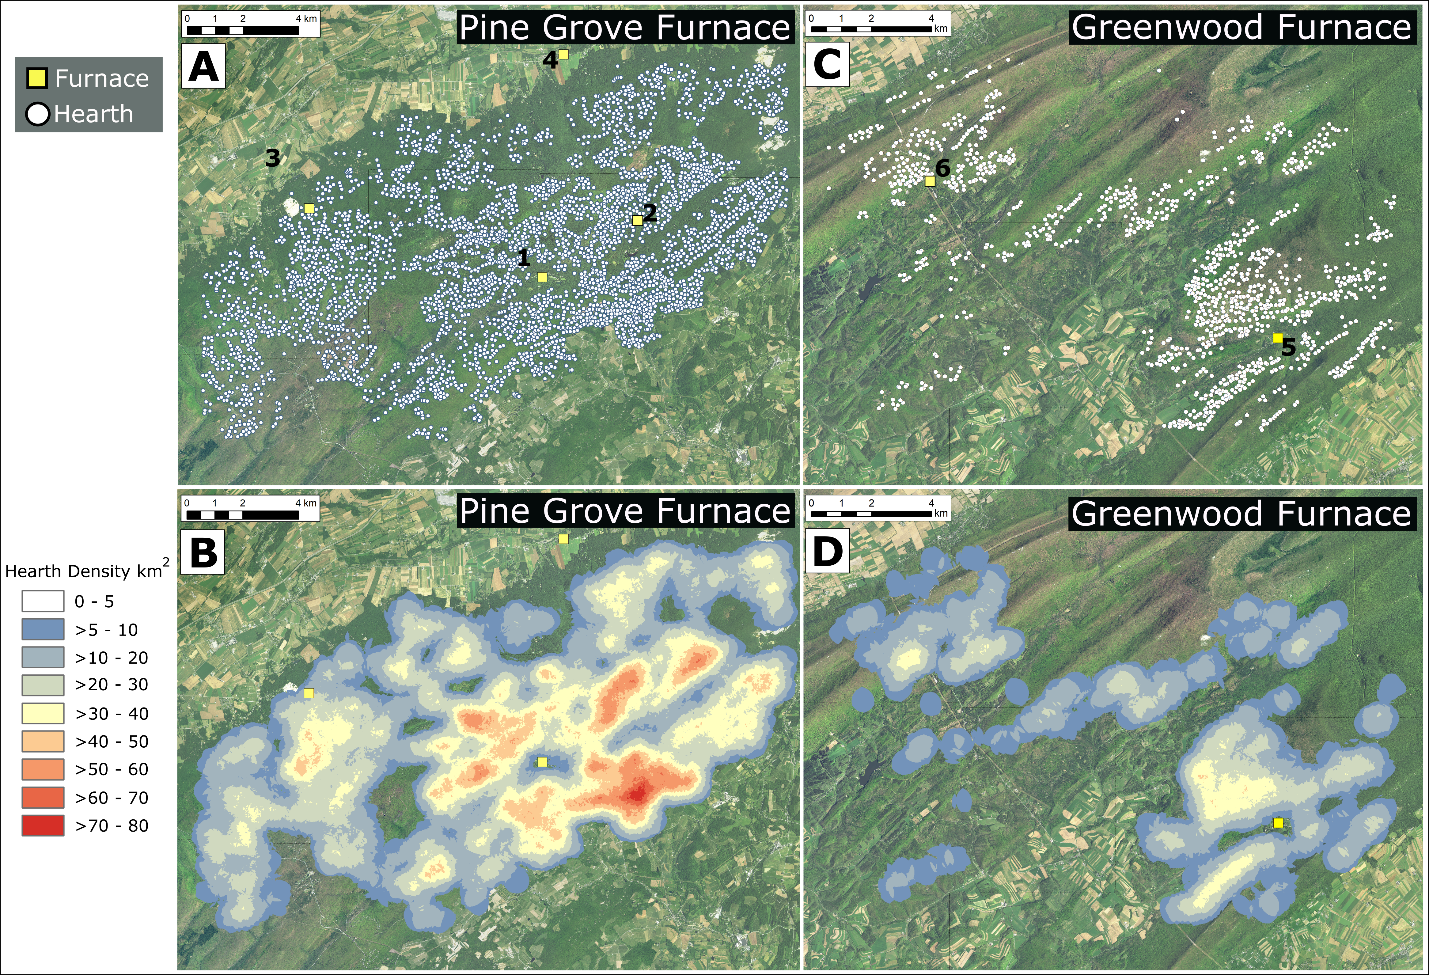 Furnace
Hearth
0 1 2 4 km
Pine Grove Furnace
A
4
3
2
1
0 1 2 4
km
Greenwood Furnace
C
6
5
Hearth Density km2
0 - 5
>5 - 10
>10 - 20
>20 - 30
>30 - 40
>40 - 50
>50 - 60
>60 - 70
>70 - 80
0 1 2 4 km
Pine Grove Furnace
B
0 1 2 4
km
Greenwood Furnace
D